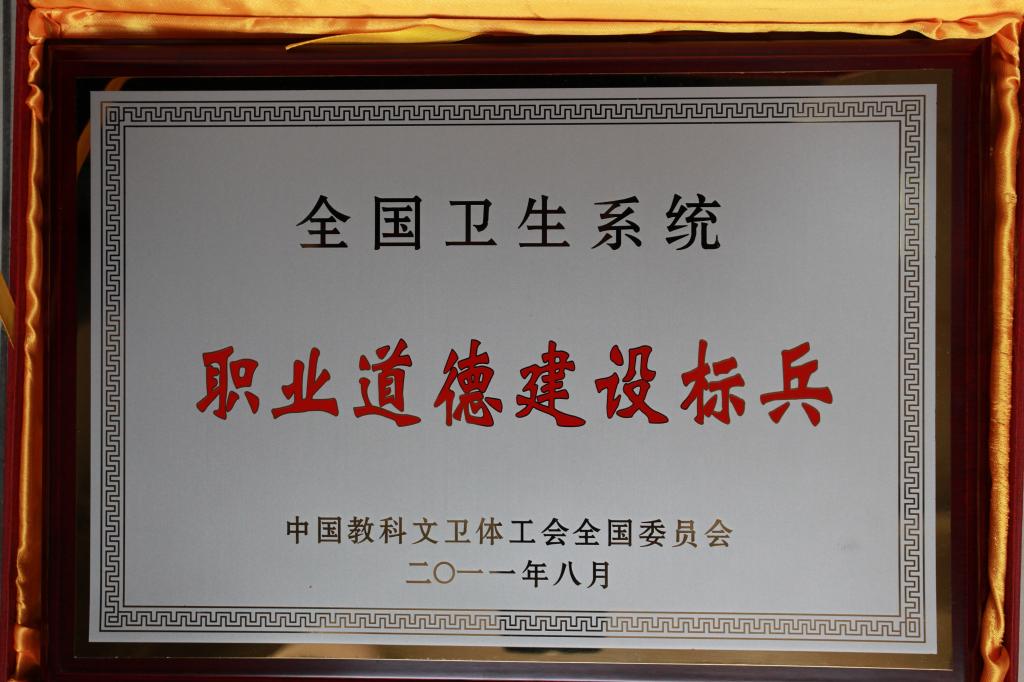 全国卫生系统
职业道德建设标兵
中国教科文卫体工会全国委员会
二〇一一年八月